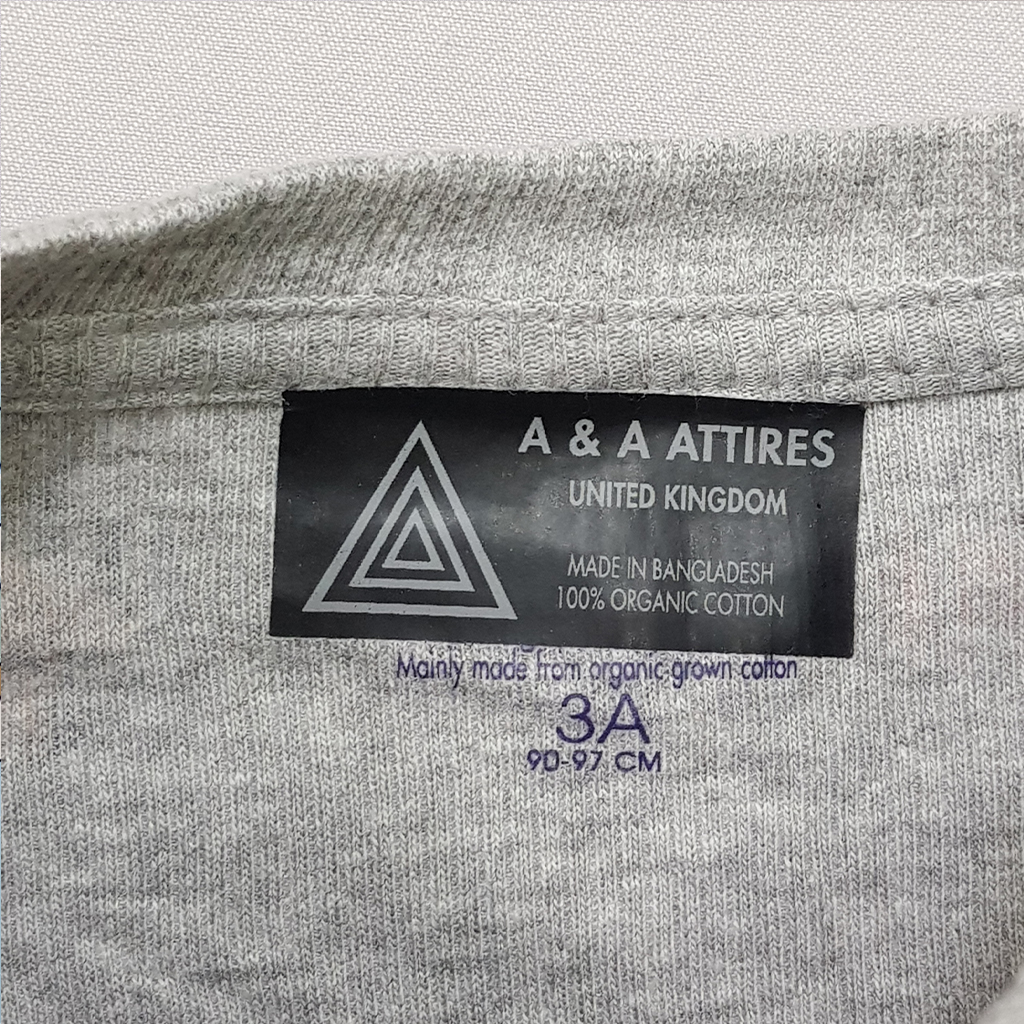 A & A ATTIRES
UNITED KINGDOM
MADE IN BANGLADESH
100% ORGANIC COTTON
Mainly made from organic grown cotton
3A
90-97 CM